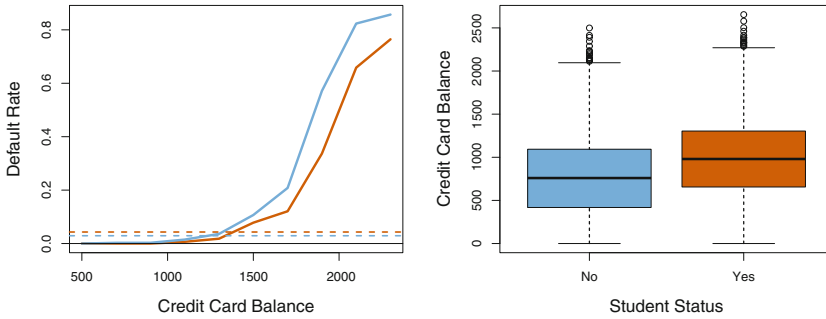 Default Rate
0.8
0.6
0.4
0.2
0.0
500 1000 1500 2000
Credit Card Balance
Credit Card Balance
2500
2000
1500
1000
500
0
No Yes
Student Status